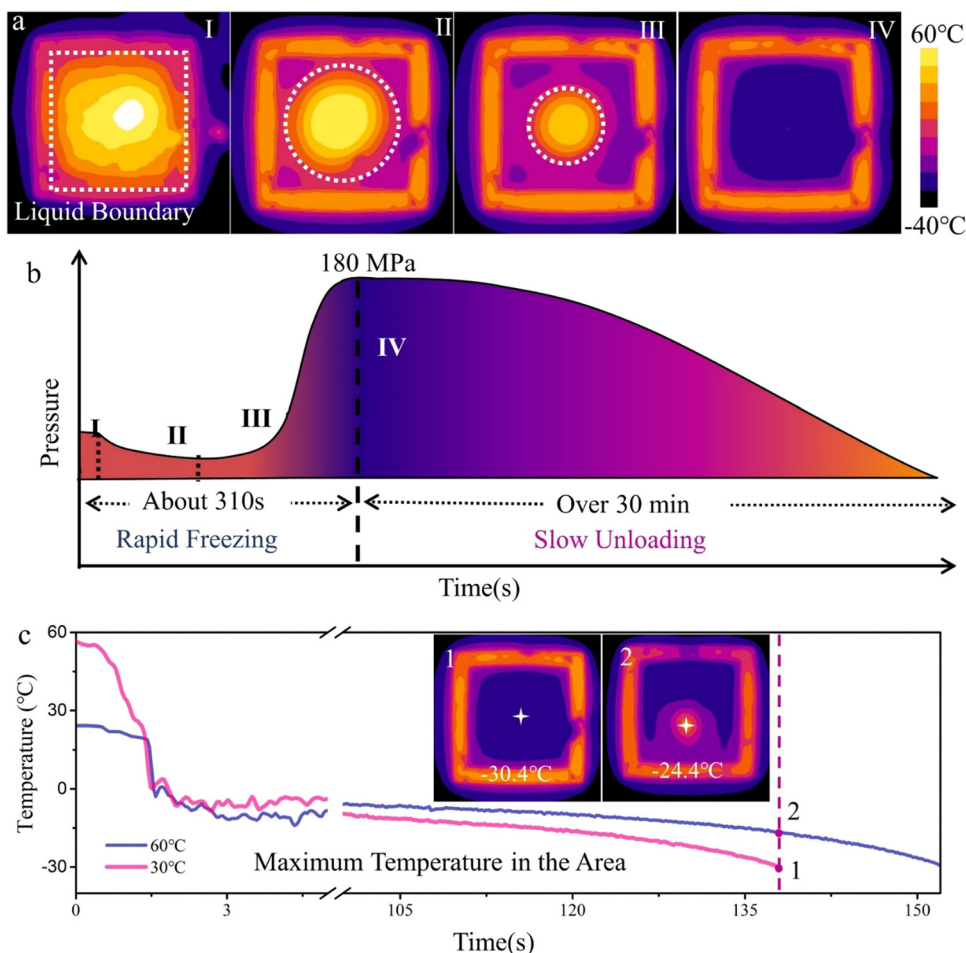 a I II III IV 60℃
Liquid Boundary -40℃
b 180 MPa
Pressure
I II III IV
About 310s Over 30 min
Rapid Freezing Slow Unloading
Time(s)
c
Temperature (℃)
60
30
0
-30
1 2
-30.4℃ -24.4℃
2
1
60℃
30℃
Maximum Temperature in the Area
0 3 105 120 135 150
Time(s)